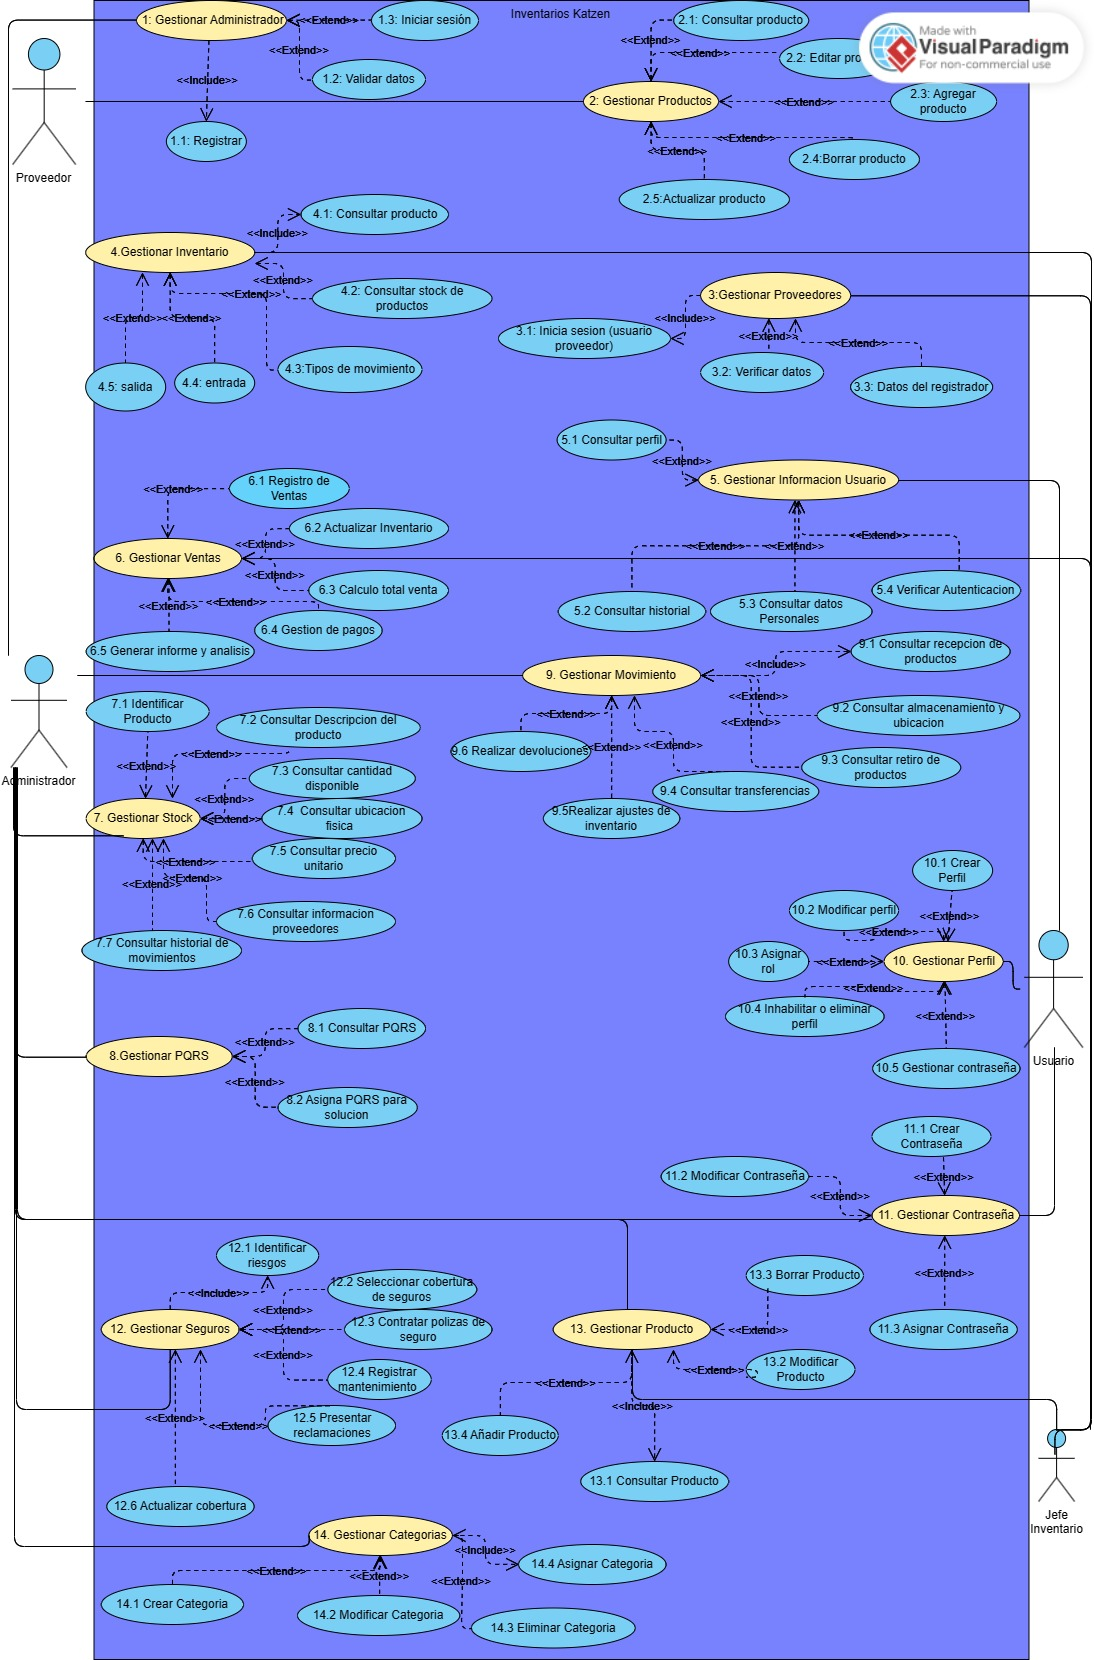 Inventarios Katzen
Made with
VisualParadigm
For non-commercial use
1: Gestionar Administrador
<<Extend>>
1.3: Iniciar sesión
<<Extend>>
1.2: Validar datos
<<Include>>
1.1: Registrar
2.1: Consultar producto
<<Extend>>
<<Extend>>
2.2: Editar pro
2: Gestionar Productos
<<Extend>>
2.3: Agregar
producto
<<Extend>>
<<Extend>>
2.4:Borrar producto
2.5:Actualizar producto
Proveedor
4.1: Consultar producto
<<Include>>
4.Gestionar Inventario
<<Extend>>
<<Extend>>
4.2: Consultar stock de
productos
<<Extend>>
<<Extend>>
4.3:Tipos de movimiento
4.4: entrada
4.5: salida
3:Gestionar Proveedores
<<Include>>
3.1: Inicia sesion (usuario
proveedor)
<<Extend>>
<<Extend>>
3.2: Verificar datos
3.3: Datos del registrador
5.1 Consultar perfil
<<Extend>>
5. Gestionar Informacion Usuario
<<Extend>>
<<Extend>>
<<Extend>>
5.2 Consultar historial
5.3 Consultar datos
Personales
5.4 Verificar Autenticacion
6.1 Registro de
Ventas
<<Extend>>
6.2 Actualizar Inventario
<<Extend>>
6. Gestionar Ventas
<<Extend>>
6.3 Calculo total venta
<<Extend>>
<<Extend>>
6.4 Gestion de pagos
6.5 Generar informe y analisis
Administrador
9. Gestionar Movimiento
<<Include>>
9.1 Consultar recepcion de
productos
<<Extend>>
9.2 Consultar almacenamiento y
ubicacion
<<Extend>>
9.3 Consultar retiro de
productos
<<Extend>>
9.6 Realizar devoluciones
<<Extend>>
<<Extend>>
9.4 Consultar transferencias
9.5Realizar ajustes de
inventario
7.1 Identificar
Producto
<<Extend>>
7.2 Consultar Descripcion del
producto
<<Extend>>
7.3 Consultar cantidad
disponible
<<Extend>>
7. Gestionar Stock
<<Extend>>
7.4  Consultar ubicacion
fisica
<<Extend>>
7.5 Consultar precio
unitario
<<Extend>>
<<Extend>>
7.6 Consultar informacion
proveedores
7.7 Consultar historial de
movimientos
10.1 Crear
Perfil
<<Extend>>
10.2 Modificar perfil
<<Extend>>
10.3 Asignar
rol
<<Extend>>
10. Gestionar Perfil
<<Extend>>
10.4 Inhabilitar o eliminar
perfil
<<Extend>>
10.5 Gestionar contraseña
Usuario
8.1 Consultar PQRS
<<Extend>>
8.Gestionar PQRS
<<Extend>>
8.2 Asigna PQRS para
solucion
11.1 Crear
Contraseña
<<Extend>>
11.2 Modificar Contraseña
<<Extend>>
11. Gestionar Contraseña
<<Extend>>
11.3 Asignar Contraseña
12.1 Identificar
riesgos
<<Include>>
12.2 Seleccionar cobertura
de seguros
<<Extend>>
12. Gestionar Seguros
<<Extend>>
12.3 Contratar polizas de
seguro
<<Extend>>
12.4 Registrar
mantenimiento
<<Extend>>
<<Extend>>
12.5 Presentar
reclamaciones
12.6 Actualizar cobertura
13.3 Borrar Producto
13. Gestionar Producto
<<Extend>>
<<Extend>>
13.2 Modificar
Producto
<<Extend>>
<<Include>>
13.4 Añadir Producto
13.1 Consultar Producto
Jefe
Inventario
14. Gestionar Categorias
<<Include>>
14.4 Asignar Categoria
<<Extend>>
<<Extend>>
<<Extend>>
14.1 Crear Categoria
14.2 Modificar Categoria
14.3 Eliminar Categoria